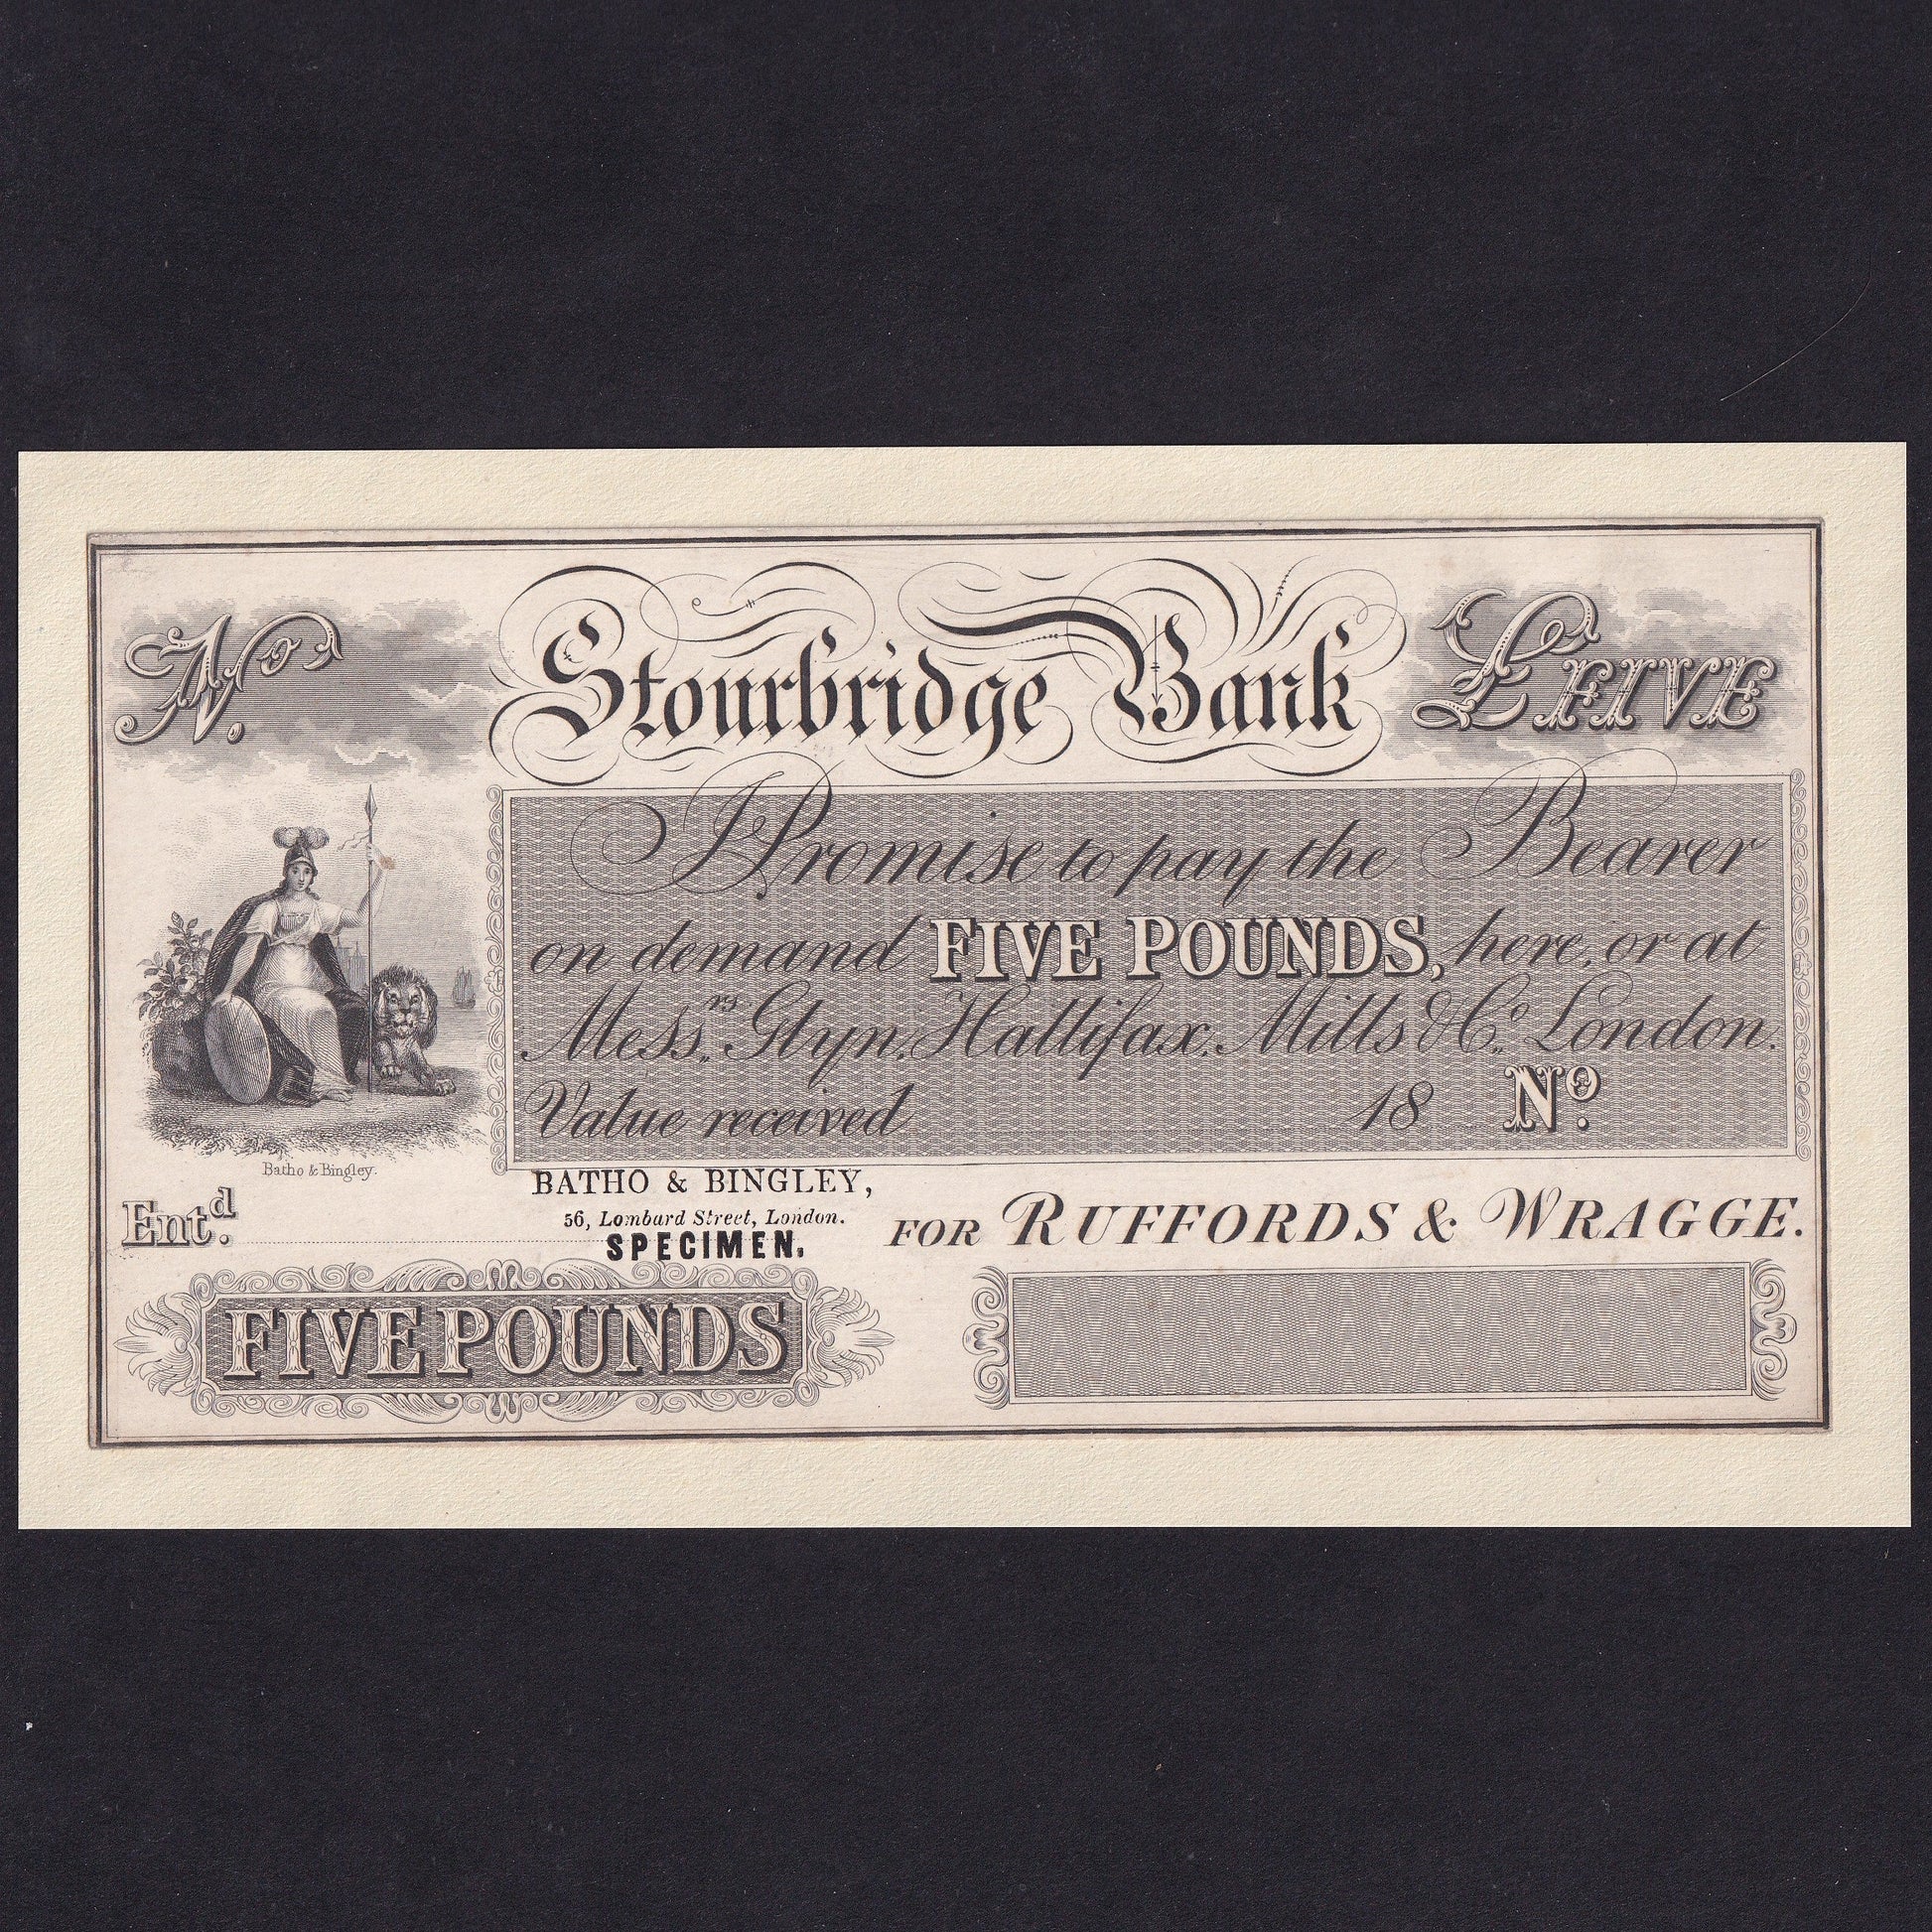 No.
Stourbridge Bank
£FIVE
I Promise to pay the Bearer
on demand FIVE POUNDS, here, or at
Messrs. Glyn, Hallifax, Mills & Co. London.
Value received 18 No.
Batho & Bingley.
BATHO & BINGLEY,
56, Lombard Street, London.
SPECIMEN.
Entd.
FOR RUFFORDS & WRAGGE.
FIVE POUNDS